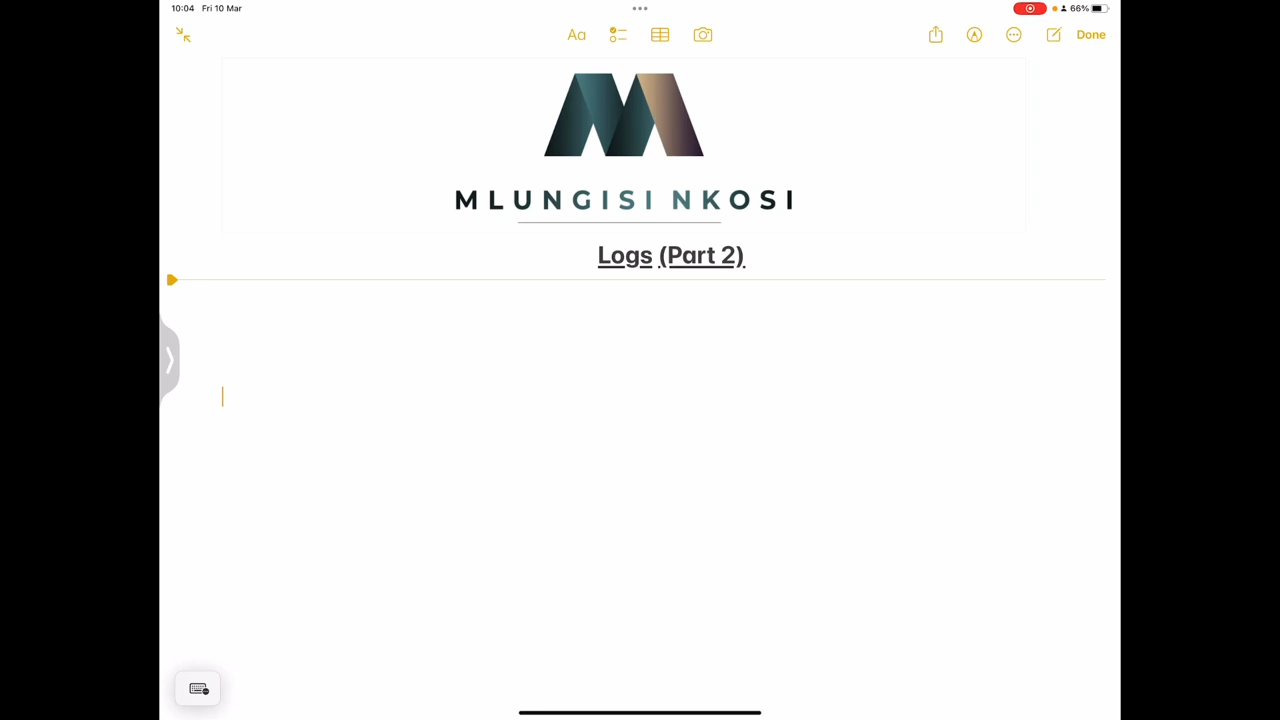 10:04 Fri 10 Mar
66%
Aa
Done
MLUNGISI NKOSI
Logs (Part 2)